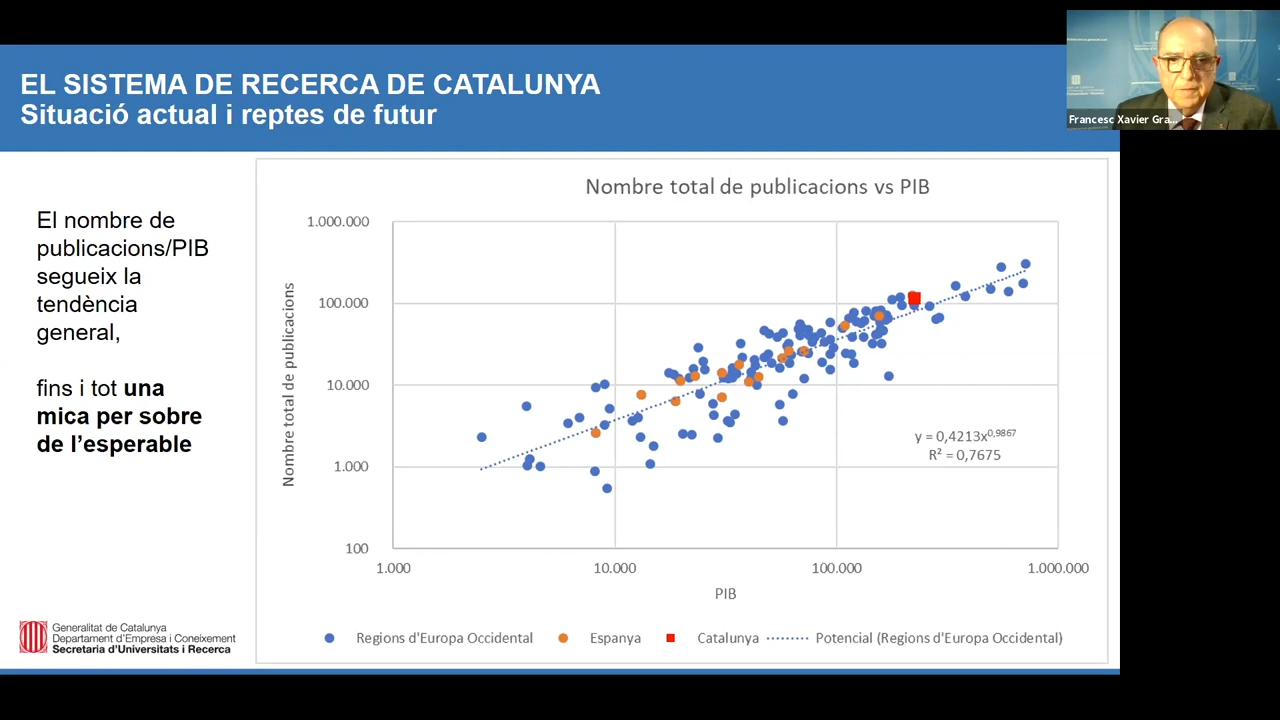 EL SISTEMA DE RECERCA DE CATALUNYA
Situació actual i reptes de futur
Francesc Xavier Gra...
El nombre de
publicacions/PIB
segueix la
tendència
general,
fins i tot una
mica per sobre
de l'esperable
Nombre total de publicacions vs PIB
Nombre total de publicacions
1.000.000
100.000
10.000
1.000
100
y = 0,4213x^0,9867
R² = 0,7675
1.000
10.000
100.000
1.000.000
PIB
Regions d'Europa Occidental
Espanya
Catalunya
Potencial (Regions d'Europa Occidental)
Generalitat de Catalunya
Departament d'Empresa i Coneixement
Secretaria d'Universitats i Recerca